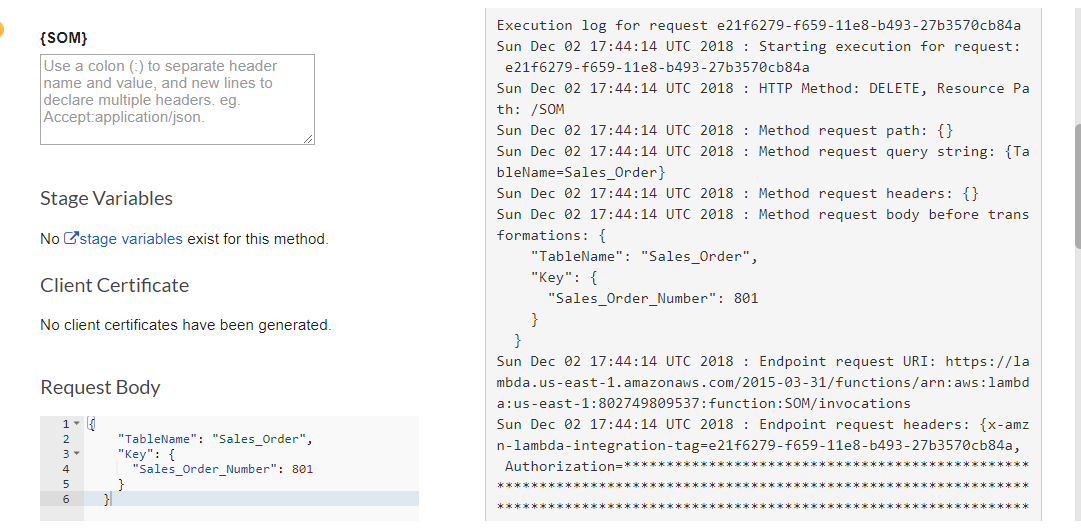 {SOM}
Use a colon (:) to separate header
name and value, and new lines to
declare multiple headers. eg.
Accept:application/json.
Stage Variables
No stage variables exist for this method.
Client Certificate
No client certificates have been generated.
Request Body
1 {
2 "TableName": "Sales_Order",
3 "Key": {
4 "Sales_Order_Number": 801
5 }
6 }
Execution log for request e21f6279-f659-11e8-b493-27b3570cb84a
Sun Dec 02 17:44:14 UTC 2018 : Starting execution for request:
e21f6279-f659-11e8-b493-27b3570cb84a
Sun Dec 02 17:44:14 UTC 2018 : HTTP Method: DELETE, Resource Pa
th: /SOM
Sun Dec 02 17:44:14 UTC 2018 : Method request path: {}
Sun Dec 02 17:44:14 UTC 2018 : Method request query string: {Ta
bleName=Sales_Order}
Sun Dec 02 17:44:14 UTC 2018 : Method request headers: {}
Sun Dec 02 17:44:14 UTC 2018 : Method request body before trans
formations: {
"TableName": "Sales_Order",
"Key": {
"Sales_Order_Number": 801
}
}
Sun Dec 02 17:44:14 UTC 2018 : Endpoint request URI: https://la
mbda.us-east-1.amazonaws.com/2015-03-31/functions/arn:aws:lambd
a:us-east-1:802749809537:function:SOM/invocations
Sun Dec 02 17:44:14 UTC 2018 : Endpoint request headers: {x-amz
n-lambda-integration-tag=e21f6279-f659-11e8-b493-27b3570cb84a,
Authorization=************************************************
***************************************************************
***************************************************************